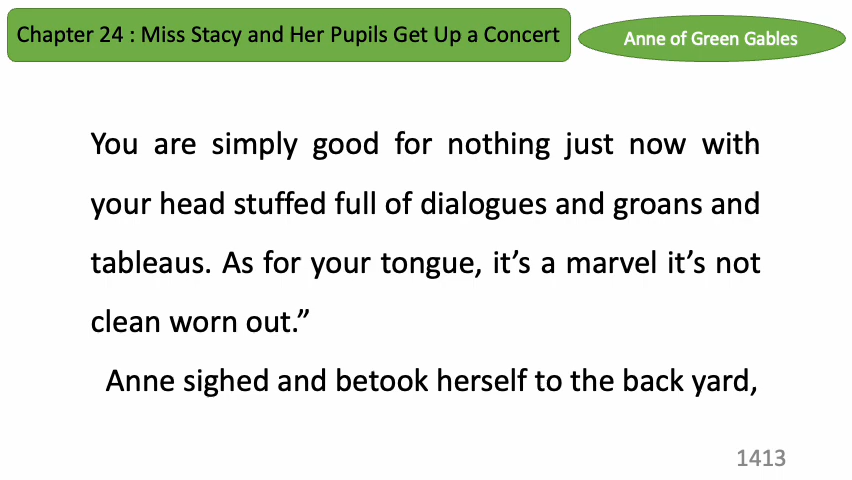 Chapter 24 : Miss Stacy and Her Pupils Get Up a Concert
Anne of Green Gables
You are simply good for nothing just now with
your head stuffed full of dialogues and groans and
tableaus. As for your tongue, it’s a marvel it’s not
clean worn out.”
Anne sighed and betook herself to the back yard,
1413